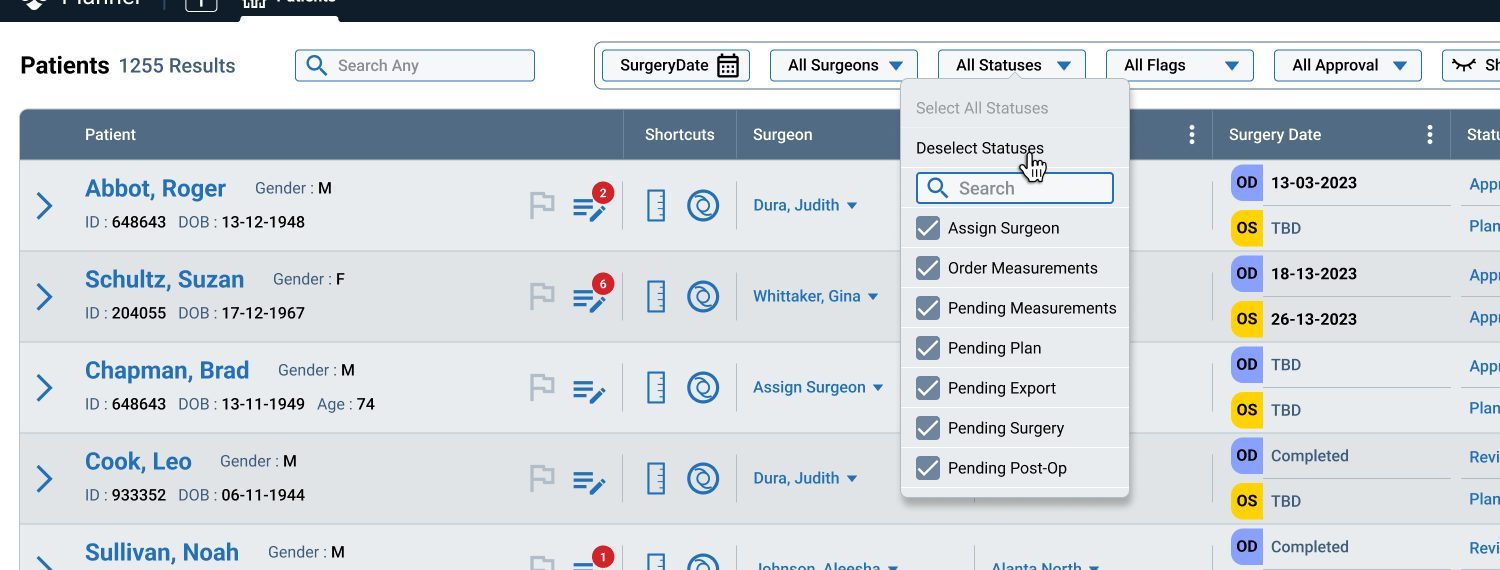 Planner
Patients
Patients 1255 Results
Search Any
SurgeryDate
All Surgeons
All Statuses
All Flags
All Approval
Select All Statuses
Deselect Statuses
Search
Assign Surgeon
Order Measurements
Pending Measurements
Pending Plan
Pending Export
Pending Surgery
Pending Post-Op
Patient
Shortcuts
Surgeon
Surgery Date
Abbot, Roger Gender : M
ID : 648643 DOB : 13-12-1948
2
Dura, Judith
OD 13-03-2023
OS TBD
Schultz, Suzan Gender : F
ID : 204055 DOB : 17-12-1967
6
Whittaker, Gina
OD 18-13-2023
OS 26-13-2023
Chapman, Brad Gender : M
ID : 648643 DOB : 13-11-1949 Age : 74
Assign Surgeon
OD TBD
OS TBD
Cook, Leo Gender : M
ID : 933352 DOB : 06-11-1944
Dura, Judith
OD Completed
OS TBD
Sullivan, Noah Gender : M
1
Johnson, Aleesha
Alanta North
OD Completed